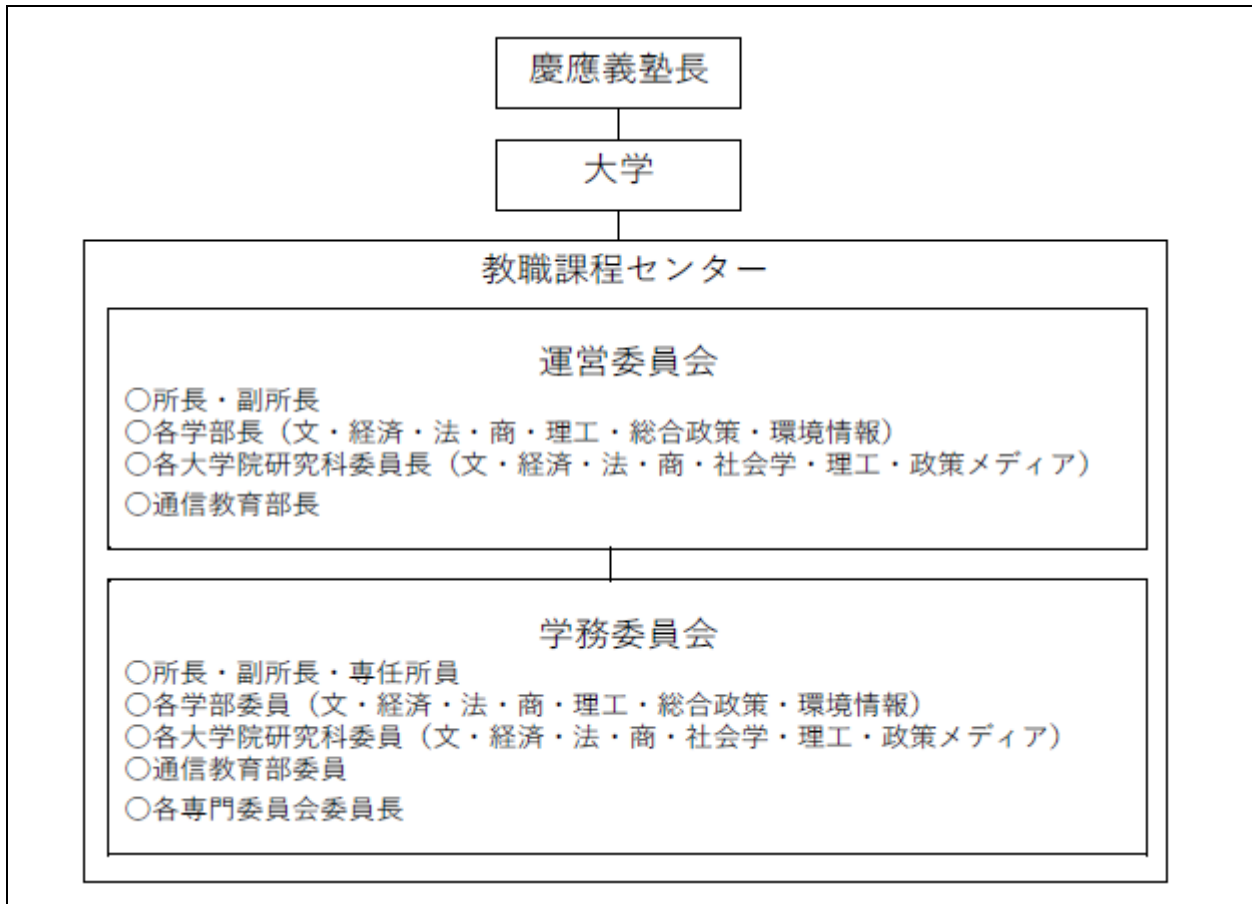 慶應義塾長
大学
教職課程センター
運営委員会
○所長・副所長
○各学部長（文・経済・法・商・理工・総合政策・環境情報）
○各大学院研究科委員長（文・経済・法・商・社会学・理工・政策メディア）
○通信教育部長
学務委員会
○所長・副所長・専任所員
○各学部委員（文・経済・法・商・理工・総合政策・環境情報）
○各大学院研究科委員（文・経済・法・商・社会学・理工・政策メディア）
○通信教育部委員
○各専門委員会委員長